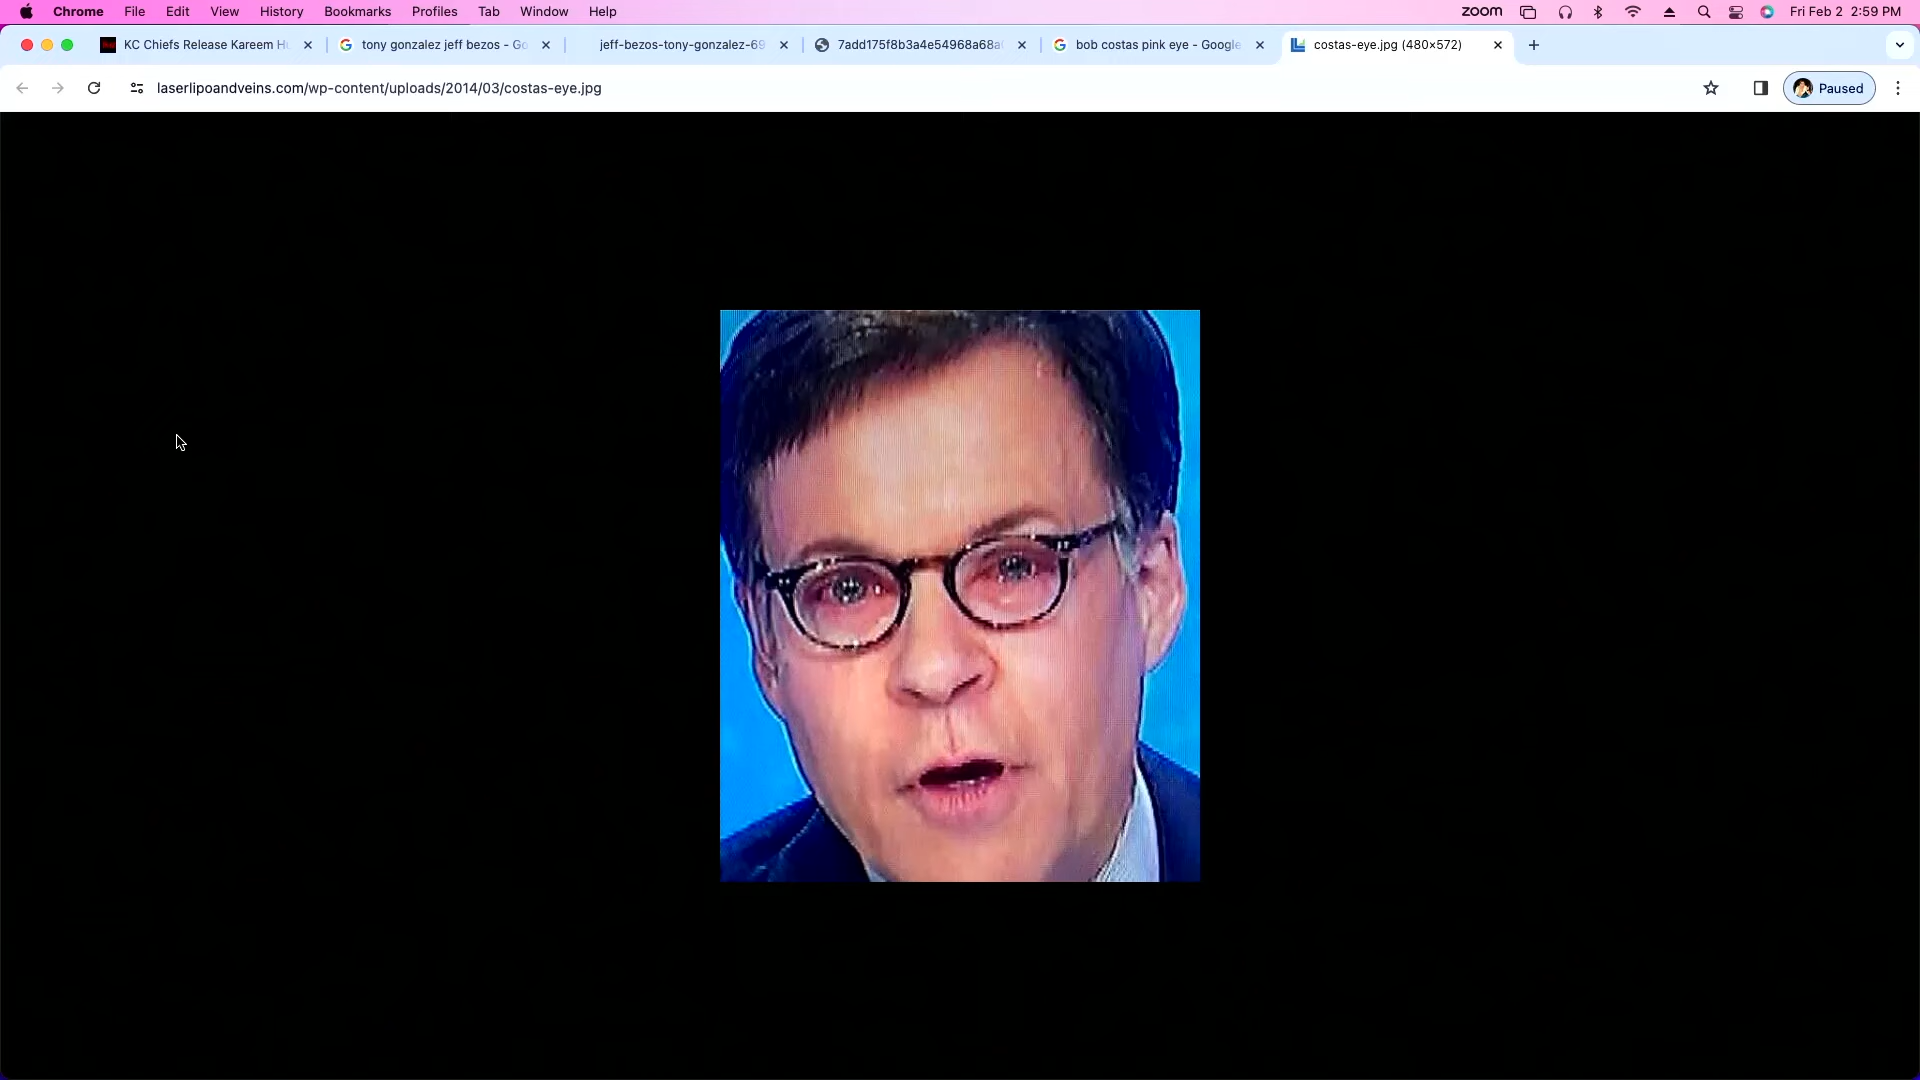 Chrome File Edit View History Bookmarks Profiles Tab Window Help zoom Fri Feb 2 2:59 PM
KC Chiefs Release Kareem H tony gonzalez jeff bezos - Go jeff-bezos-tony-gonzalez-69 7add175f8b3a4e54968a68a bob costas pink eye - Google costas-eye.jpg (480×572)
laserlipoandveins.com/wp-content/uploads/2014/03/costas-eye.jpg Paused